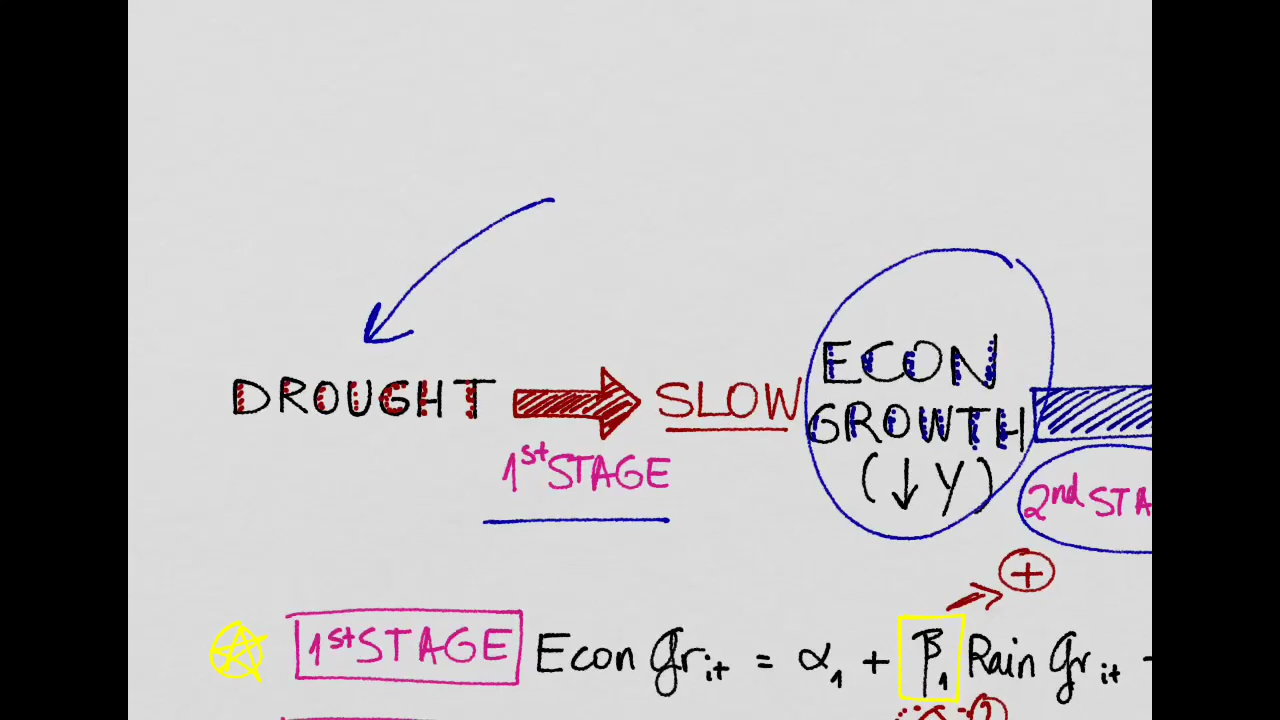 DROUGHT SLOW ECON GROWTH (↓Y)
1st STAGE
2nd STA
+
1st STAGE Econ Gr it = α1 + β1 Rain Gr it